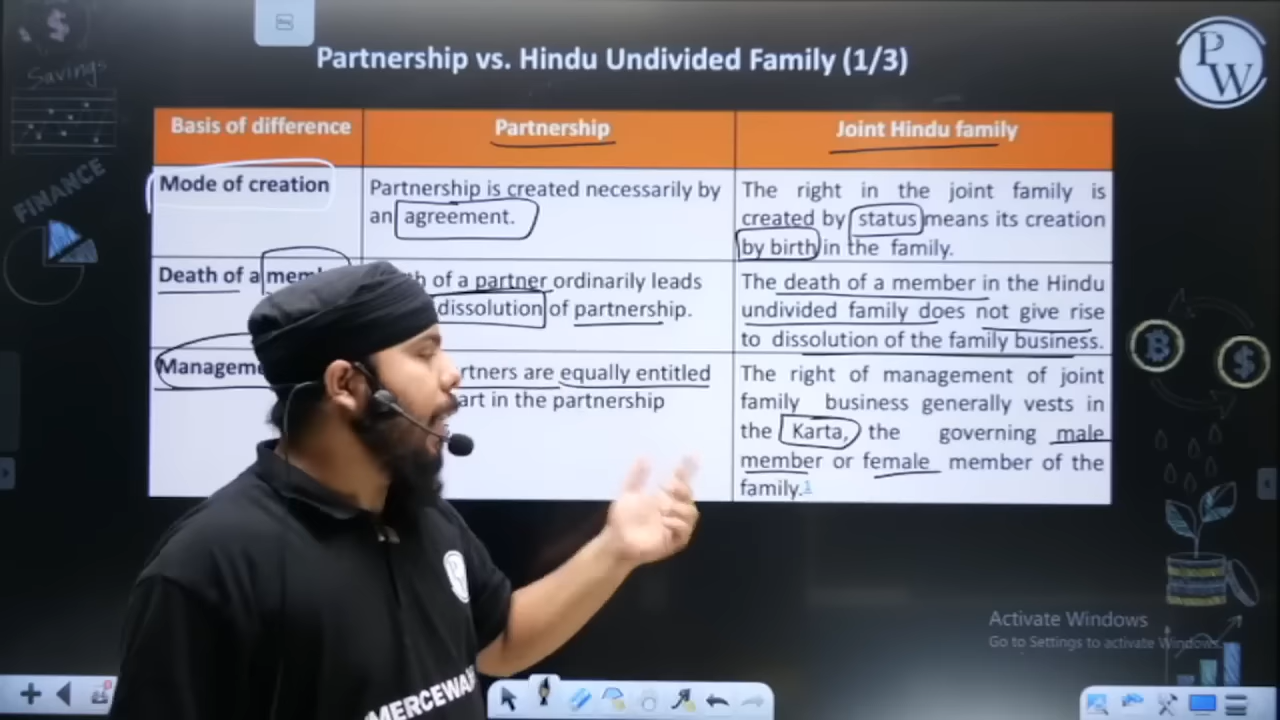 Savings
FINANCE
Partnership vs. Hindu Undivided Family (1/3)
P
W
Basis of difference
Partnership
Joint Hindu family
Mode of creation
Partnership is created necessarily by
an agreement.
The right in the joint family is
created by status means its creation
by birth in the family.
Death of a
of a partner ordinarily leads
dissolution of partnership.
The death of a member in the Hindu
undivided family does not give rise
to dissolution of the family business.
are equally entitled
in the partnership
The right of management of joint
family business generally vests in
the Karta, the governing male
member or female member of the
family.1
Activate Windows
Go to Settings to activate Windows.